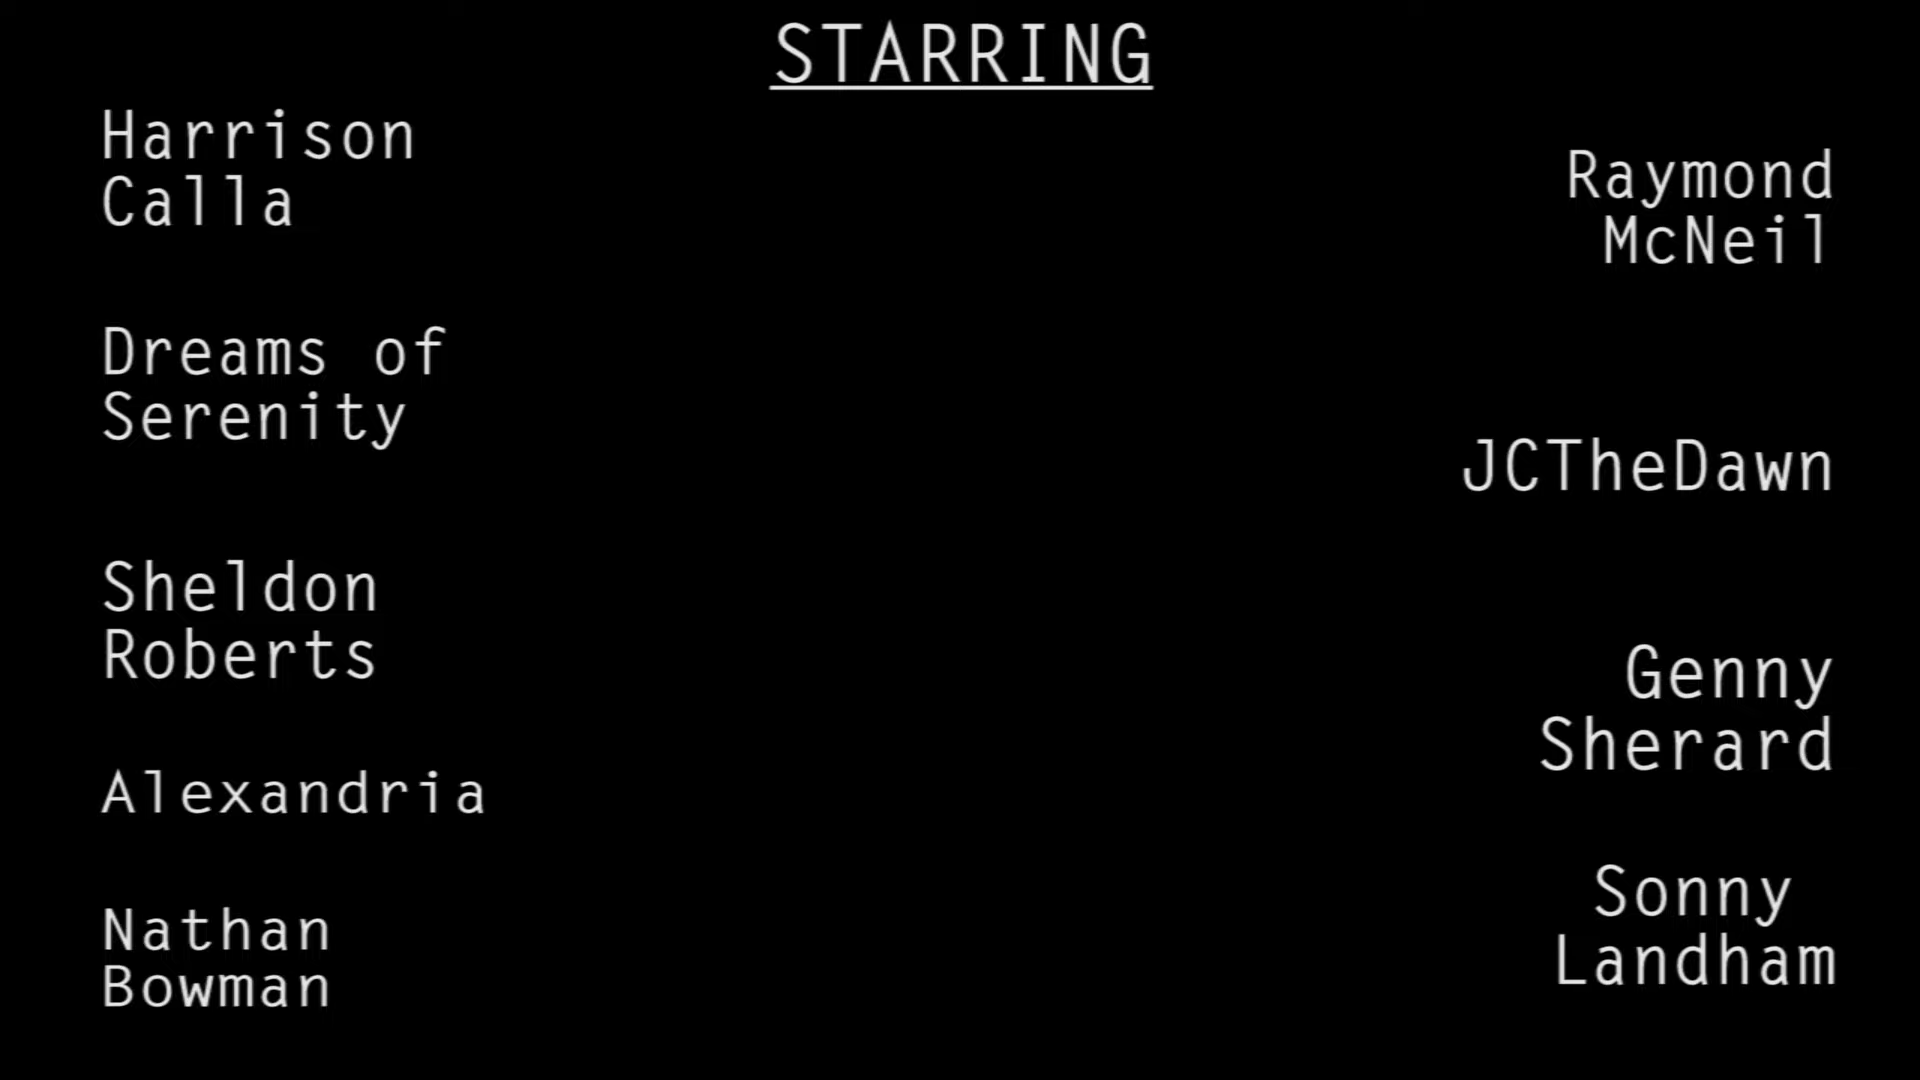 STARRING
Harrison
Calla
Dreams of
Serenity
Sheldon
Roberts
Alexandria
Nathan
Bowman
Raymond
McNeil
JCTheDawn
Genny
Sherard
Sonny
Landham